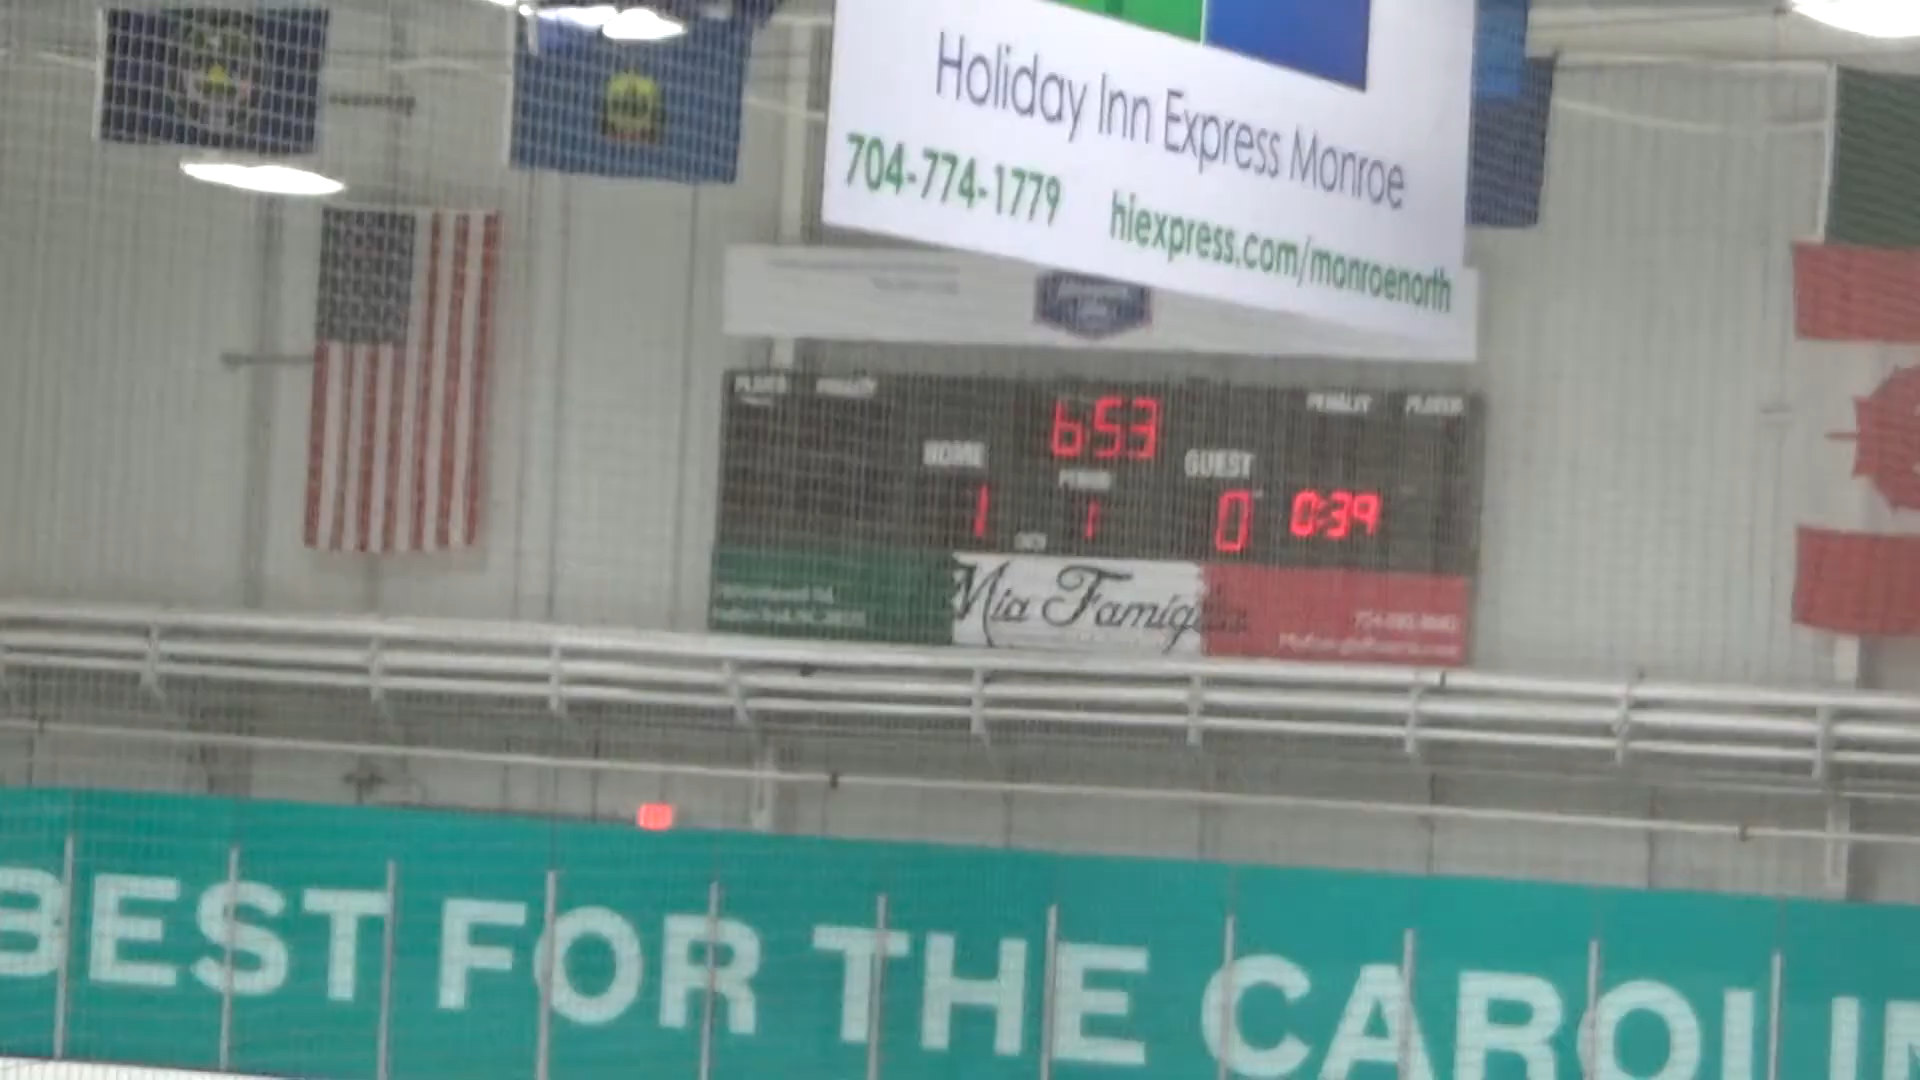 Holiday Inn Express Monroe
704-774-1779 hiexpress.com/monroenorth
PLAYER PENALTY PENALTY PLAYER
6:53
HOME GUEST
PERIOD
1 1 0 0:39
Mia Famiglia
BEST FOR THE CAROLIN